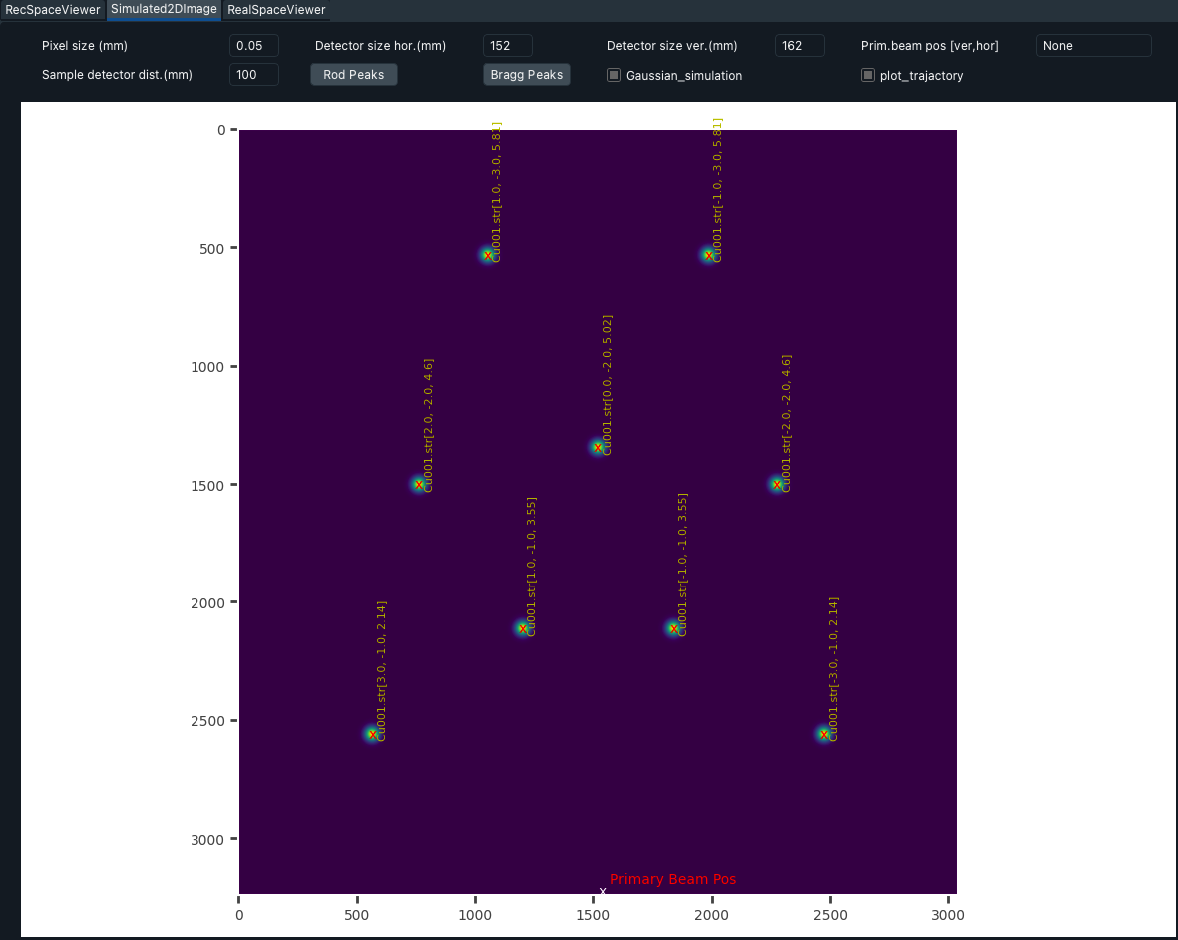 RecSpaceViewer Simulated2DImage RealSpaceViewer
Pixel size (mm) 0.05 Detector size hor.(mm) 152 Detector size ver.(mm) 162 Prim.beam pos [ver,hor] None
Sample detector dist.(mm) 100 Rod Peaks Bragg Peaks Gaussian_simulation plot_trajactory
0
500
1000
1500
2000
2500
3000
Cu001.str[1.0, -3.0, 5.81]
Cu001.str[-1.0, -3.0, 5.81]
Cu001.str[0.0, -2.0, 5.02]
Cu001.str[2.0, -2.0, 4.6]
Cu001.str[-2.0, -2.0, 4.6]
Cu001.str[1.0, -1.0, 3.55]
Cu001.str[-1.0, -1.0, 3.55]
Cu001.str[3.0, -1.0, 2.14]
Cu001.str[-3.0, -1.0, 2.14]
Primary Beam Pos
x
0 500 1000 1500 2000 2500 3000